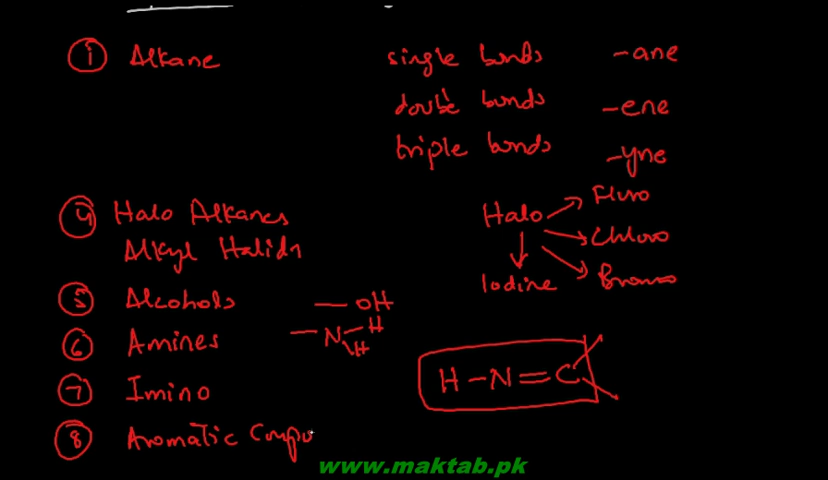 ① Alkane single bonds -ane
double bonds -ene
triple bonds -yne
④ Halo Alkanes Halo Fluro
Alkyl Halids Chloro
Iodine Bromo
⑤ Alcohols — OH
⑥ Amines — N — H
H
H - N = C
⑦ Imino
⑧ Aromatic Compo
www.maktab.pk